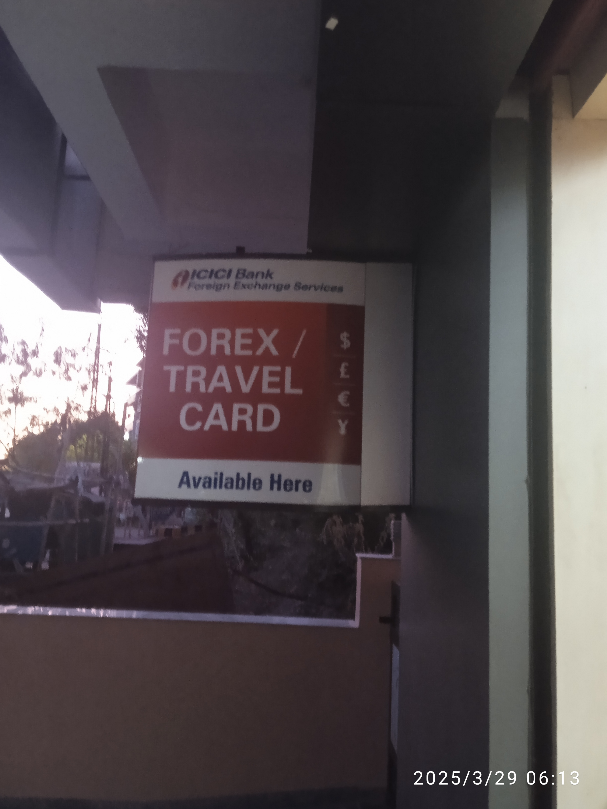 ICICI Bank
Foreign Exchange Services
FOREX /
TRAVEL
CARD
$
£
€
¥
Available Here
2025/3/29 06:13